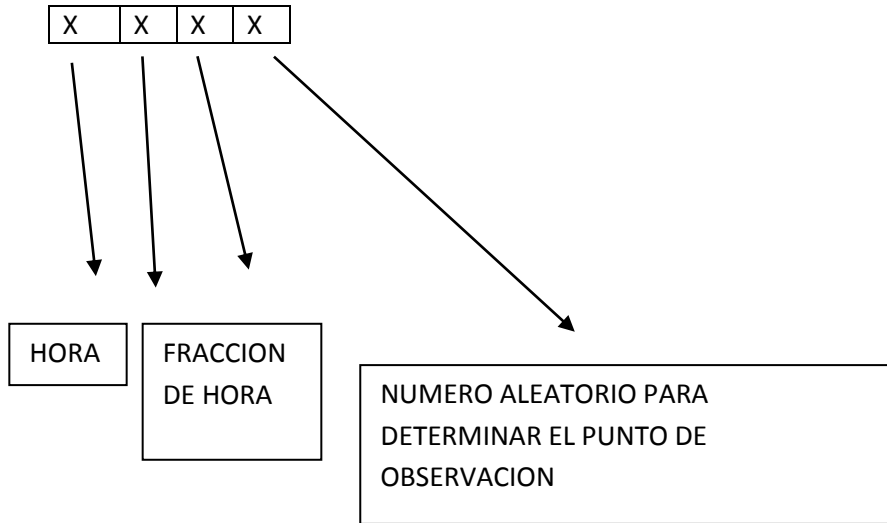 X X X X
HORA
FRACCION
DE HORA
NUMERO ALEATORIO PARA
DETERMINAR EL PUNTO DE
OBSERVACION